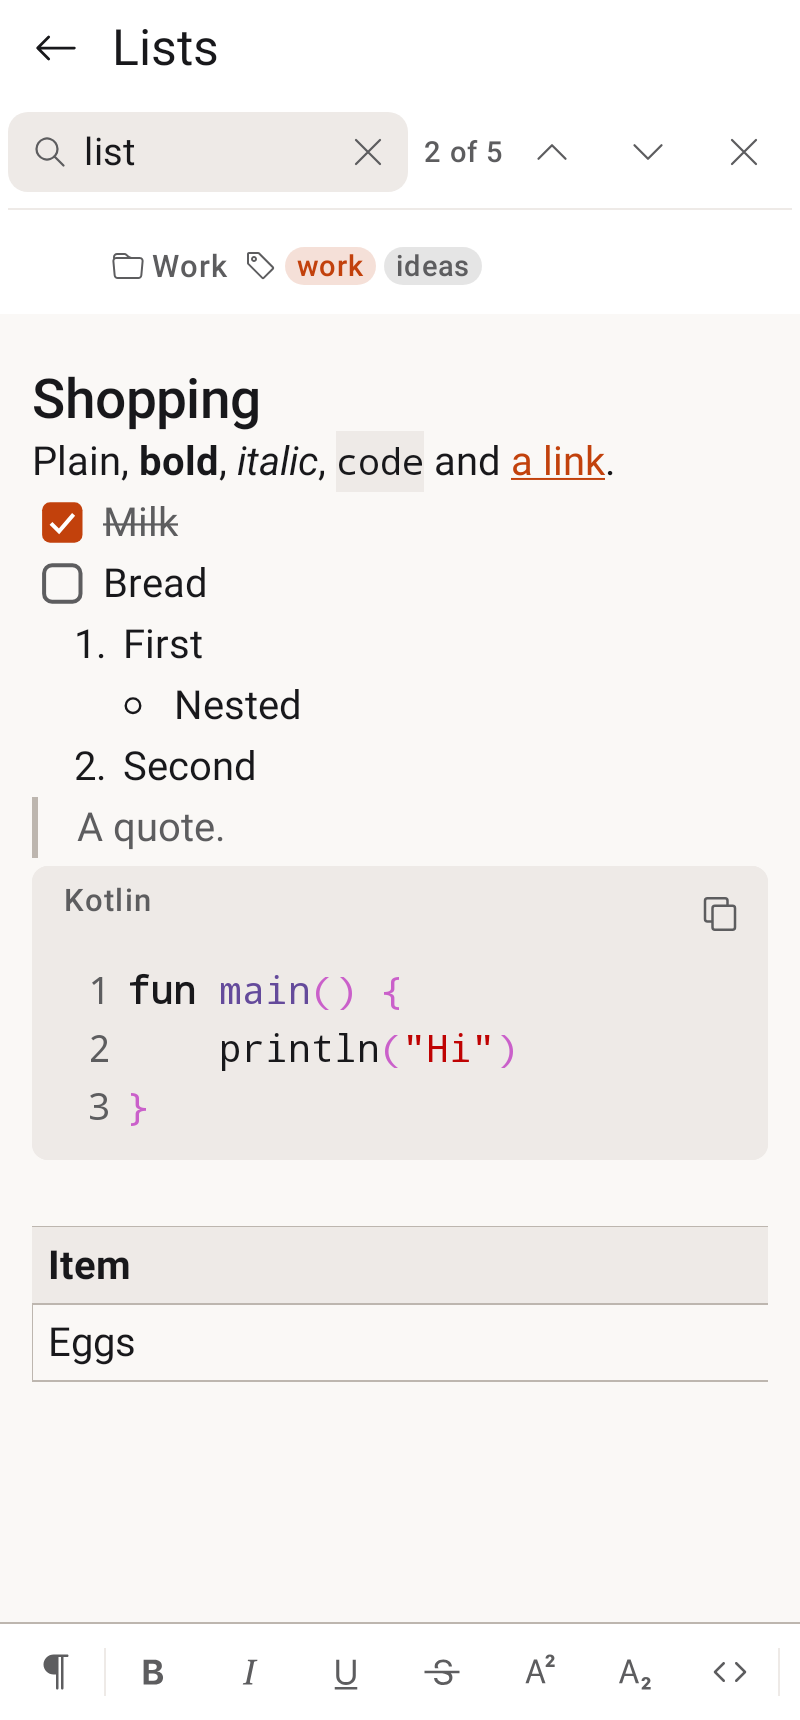 Lists
list
2 of 5
Work work ideas
Shopping
Plain, bold, italic, code and a link.
Milk
Bread
1. First
Nested
2. Second
A quote.
Kotlin
1 fun main() {
2     println("Hi")
3 }
Item
Eggs
¶ B I U S A² A₂ <>